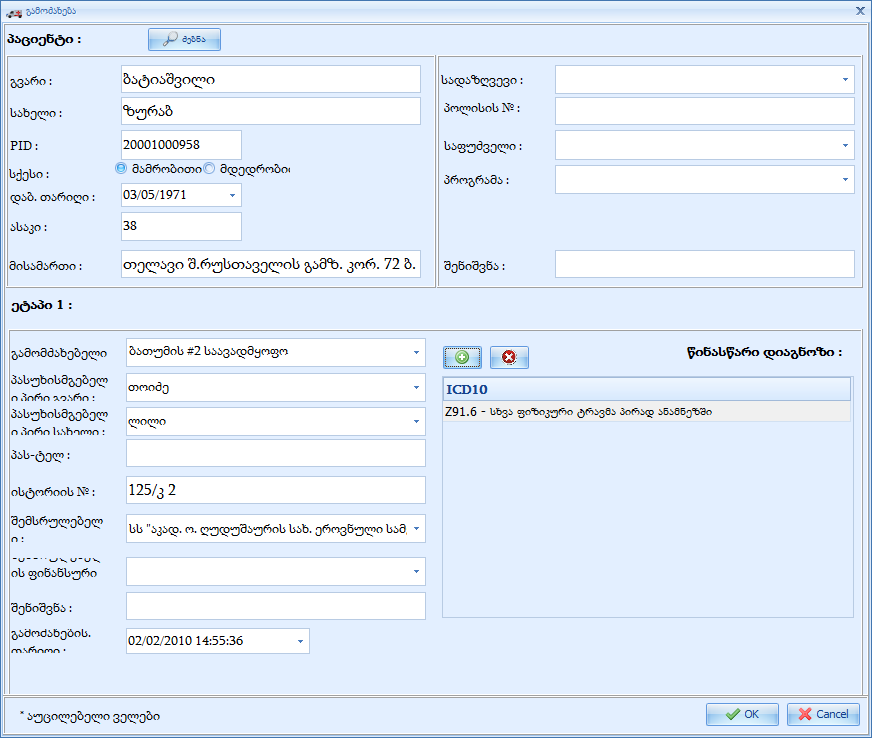 გამოძახება
პაციენტი :
ძებნა
გვარი :
ბატიაშვილი
სახელი :
ზურაბ
PID :
20001000958
სქესი :
მამრობითი
მდედრობი
დაბ. თარიღი :
03/05/1971
ასაკი :
38
მისამართი :
თელავი შ.რუსთაველის გამზ. კორ. 72 ბ.
სადაზღვევი :
პოლისის № :
საფუძველი :
პროგრამა :
შენიშვნა :
ეტაპი 1 :
გამომძახებელი
ბათუმის #2 საავადმყოფო
პასუხისმგებელ
ი პირი გვარი :
თოიძე
პასუხისმგებელ
ი პირი სახელი :
ლილი
პას-ტელ :
ისტორიის № :
125/კ 2
შემსრულებელ
ი :
სს "აკად. ო. ღუდუშაურის სახ. ეროვნული სამ
ის ფინანსური
შენიშვნა :
გამოძახების.
თარიღი :
02/02/2010 14:55:36
წინასწარი დიაგნოზი :
ICD10
Z91.6 - სხვა ფიზიკური ტრავმა პირად ანამნეზში
* აუცილებელი ველები
OK
Cancel